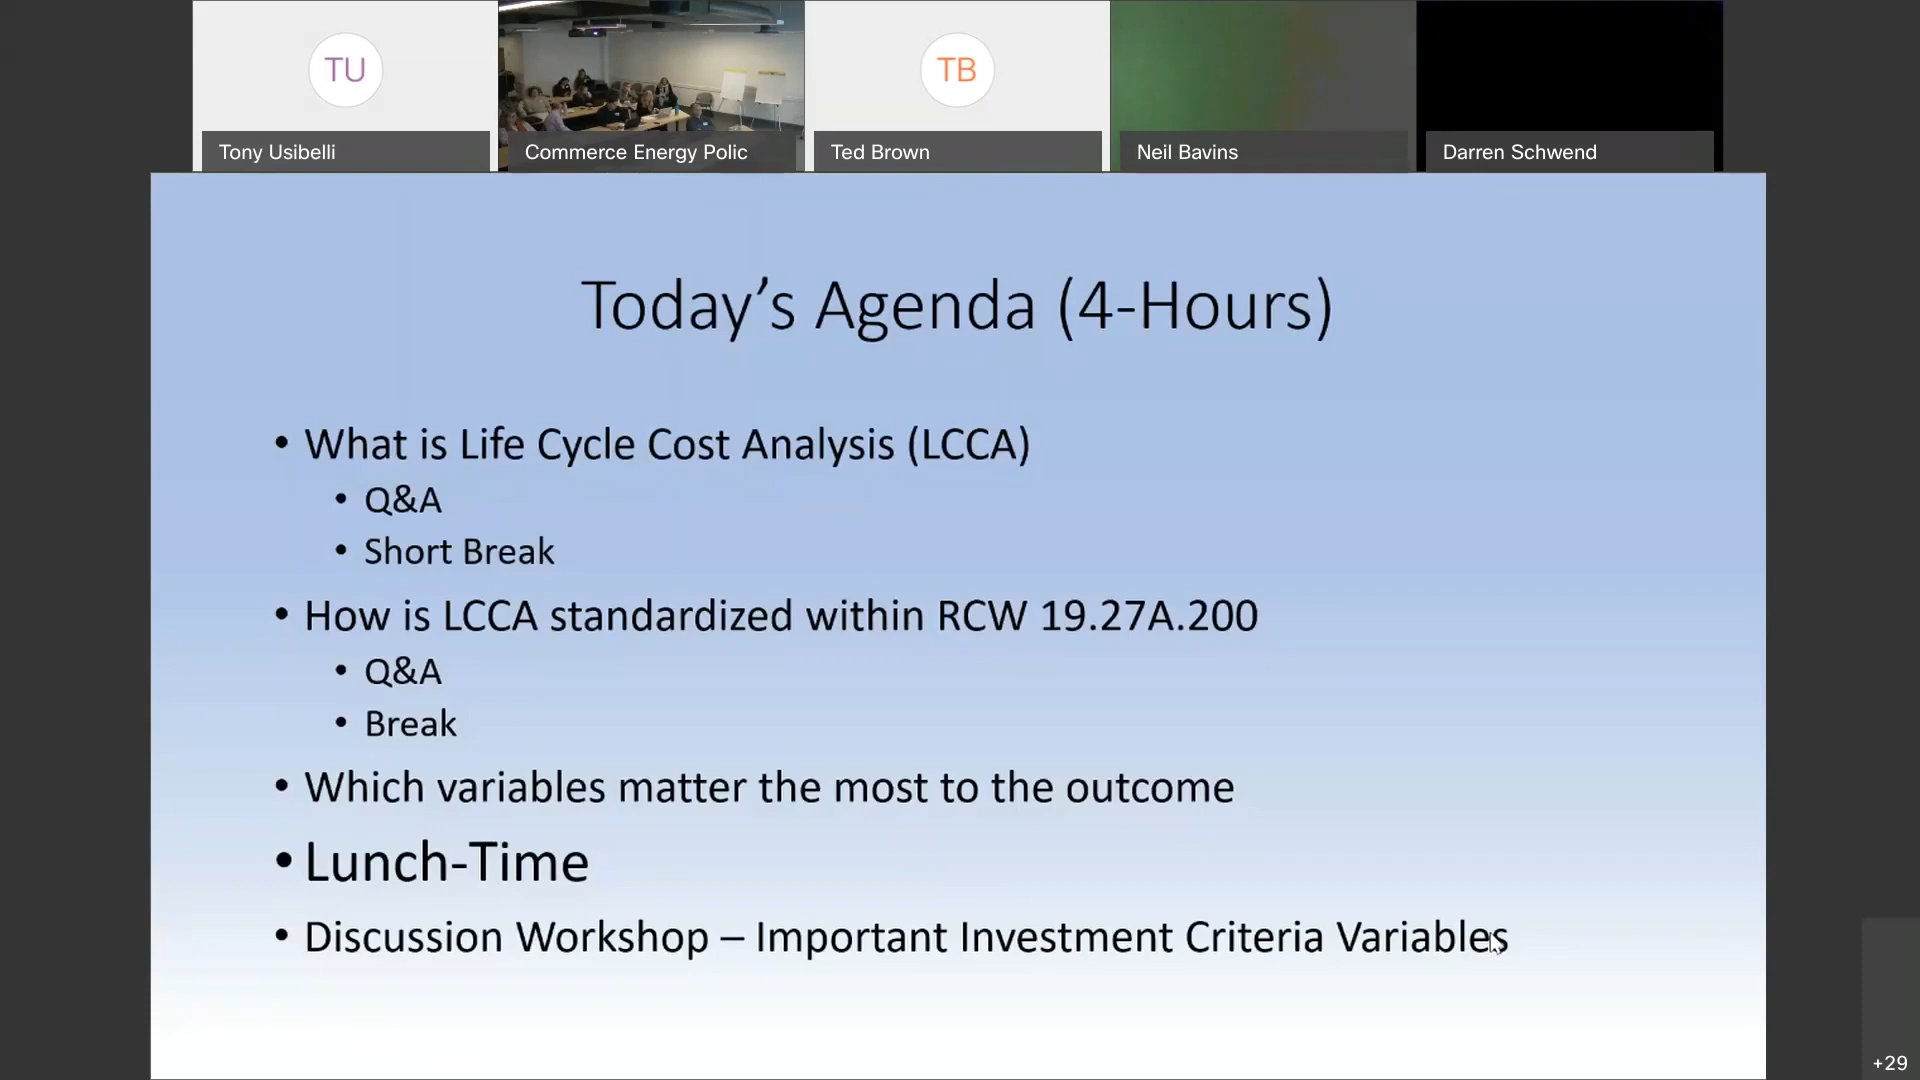 TU
TB
Tony Usibelli
Commerce Energy Polic
Ted Brown
Neil Bavins
Darren Schwend
Today’s Agenda (4-Hours)
• What is Life Cycle Cost Analysis (LCCA)
• Q&A
• Short Break
• How is LCCA standardized within RCW 19.27A.200
• Q&A
• Break
• Which variables matter the most to the outcome
• Lunch-Time
• Discussion Workshop – Important Investment Criteria Variables
+29